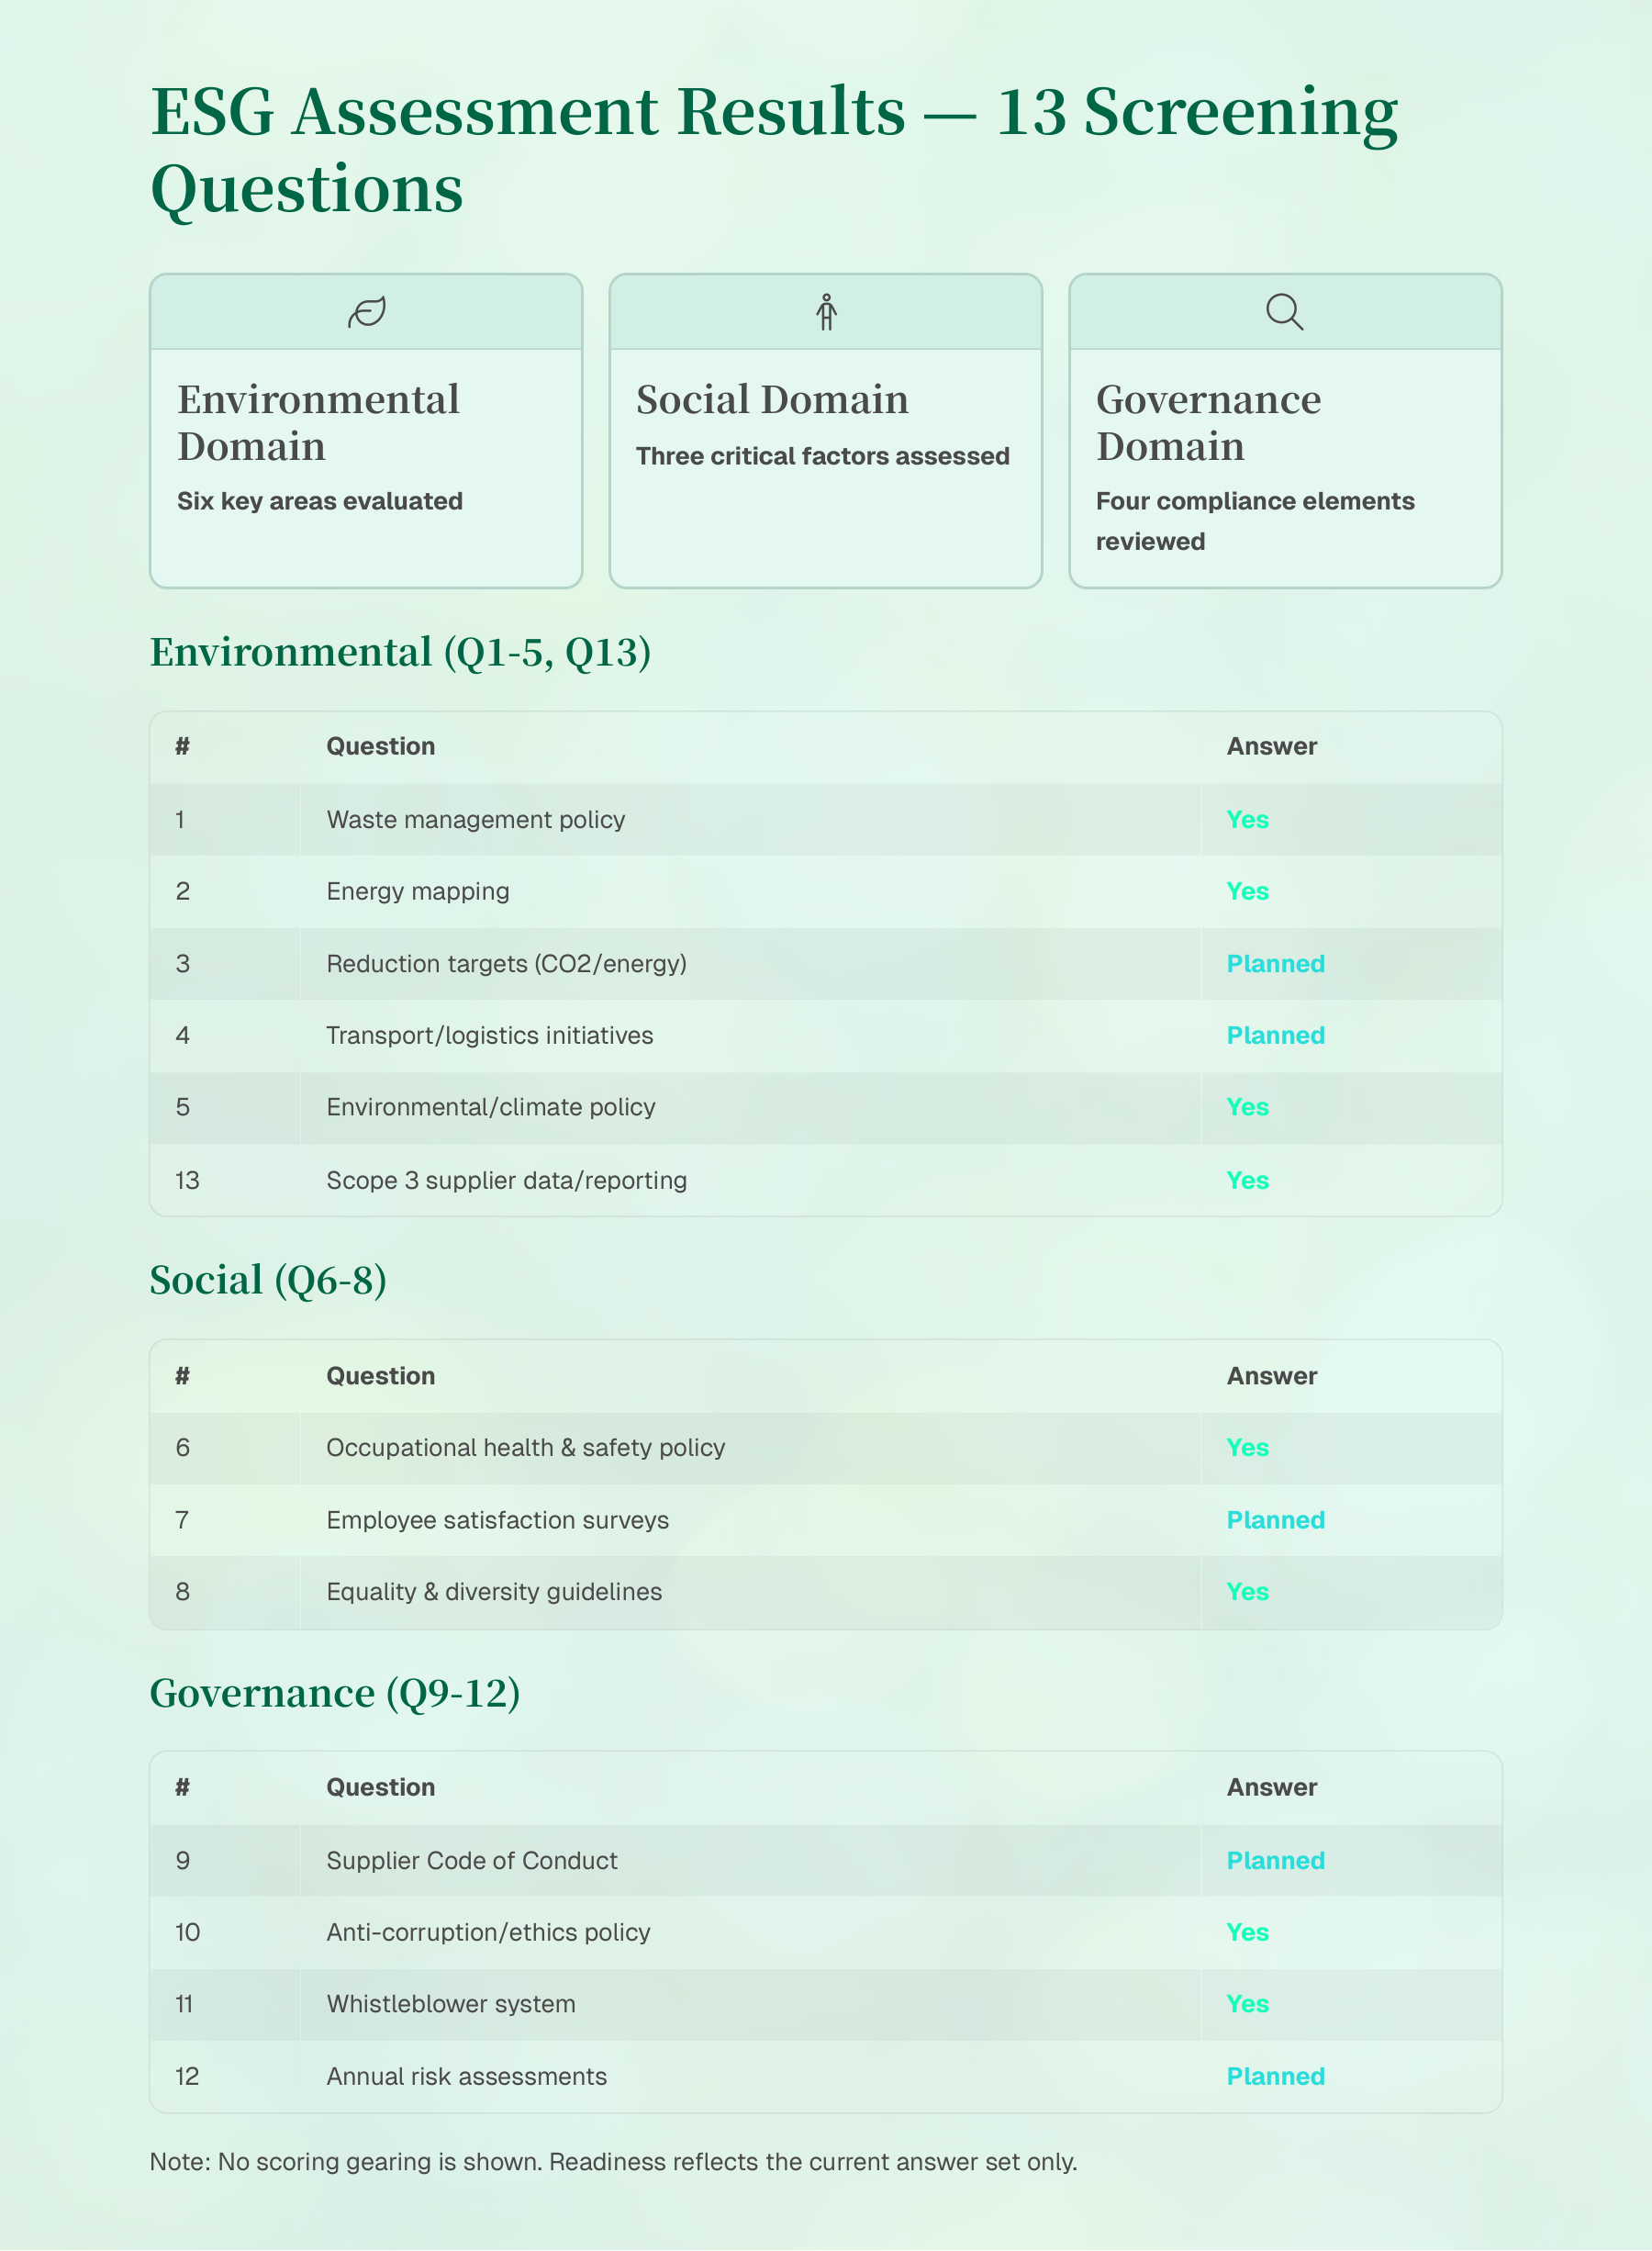 ESG Assessment Results — 13 Screening
Questions
Environmental
Domain
Six key areas evaluated
Social Domain
Three critical factors assessed
Governance
Domain
Four compliance elements
reviewed
Environmental (Q1-5, Q13)
# Question Answer
1 Waste management policy Yes
2 Energy mapping Yes
3 Reduction targets (CO2/energy) Planned
4 Transport/logistics initiatives Planned
5 Environmental/climate policy Yes
13 Scope 3 supplier data/reporting Yes
Social (Q6-8)
# Question Answer
6 Occupational health & safety policy Yes
7 Employee satisfaction surveys Planned
8 Equality & diversity guidelines Yes
Governance (Q9-12)
# Question Answer
9 Supplier Code of Conduct Planned
10 Anti-corruption/ethics policy Yes
11 Whistleblower system Yes
12 Annual risk assessments Planned
Note: No scoring gearing is shown. Readiness reflects the current answer set only.